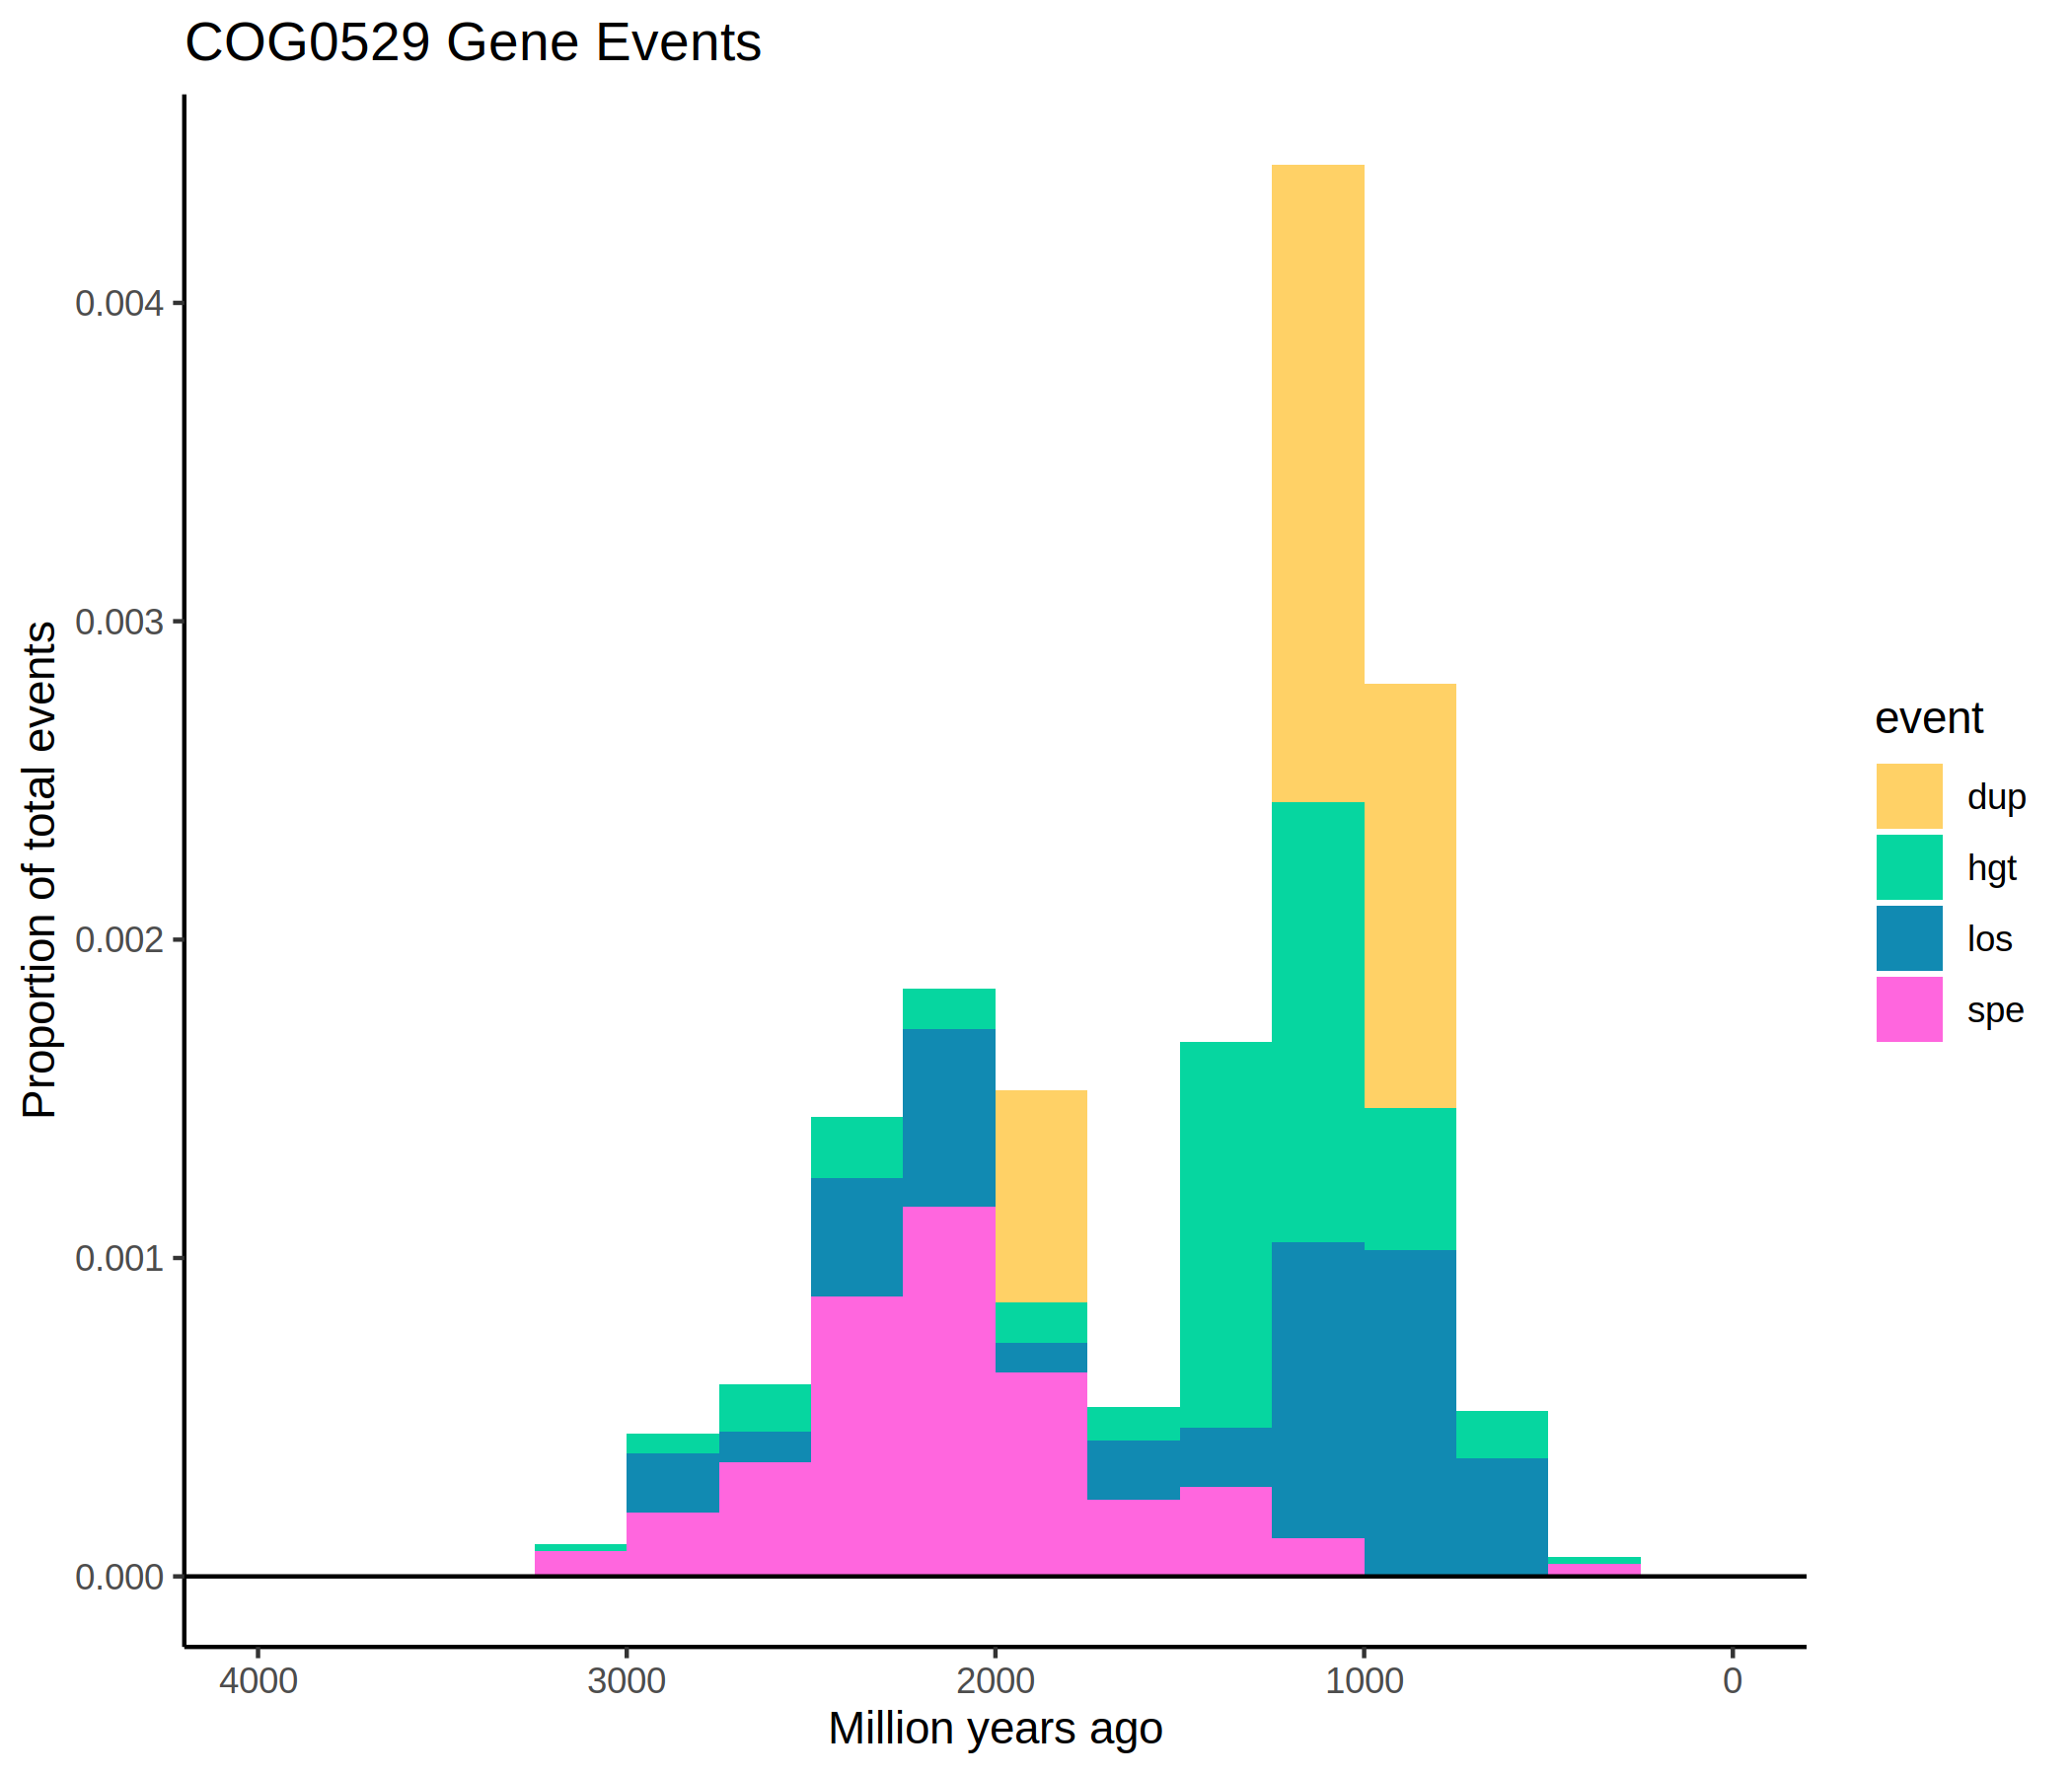 COG0529 Gene Events
Proportion of total events
0.004
0.003
0.002
0.001
0.000
4000 3000 2000 1000 0
Million years ago
event
dup
hgt
los
spe